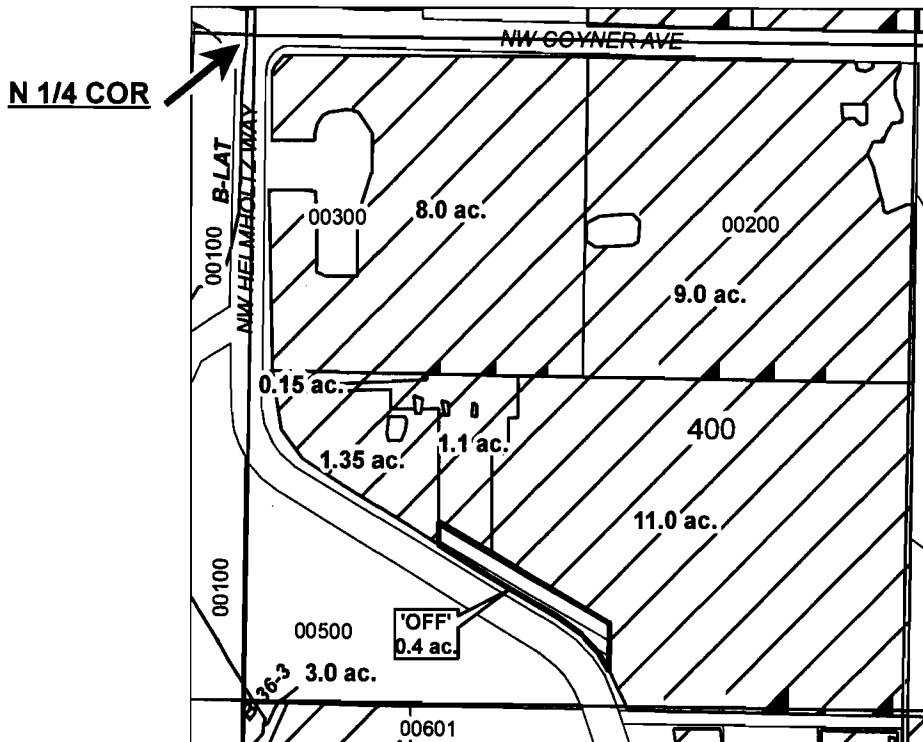 NW COYNER AVE
N 1/4 COR
B-LAT
NW HELMHOLTZ WAY
00100
00300
8.0 ac.
00200
9.0 ac.
0.15 ac.
400
1.35 ac.
1.1 ac.
11.0 ac.
00100
00500
'OFF'
0.4 ac.
3.0 ac.
B-36-3
00601